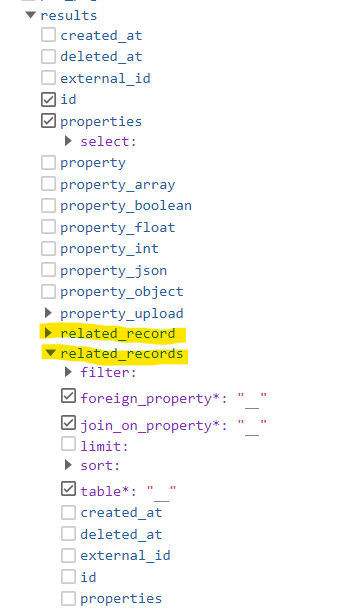 results
created_at
deleted_at
external_id
id
properties
select:
property
property_array
property_boolean
property_float
property_int
property_json
property_object
property_upload
related_record
related_records
filter:
foreign_property*: "__"
join_on_property*: "__"
limit:
sort:
table*: "__"
created_at
deleted_at
external_id
id
properties